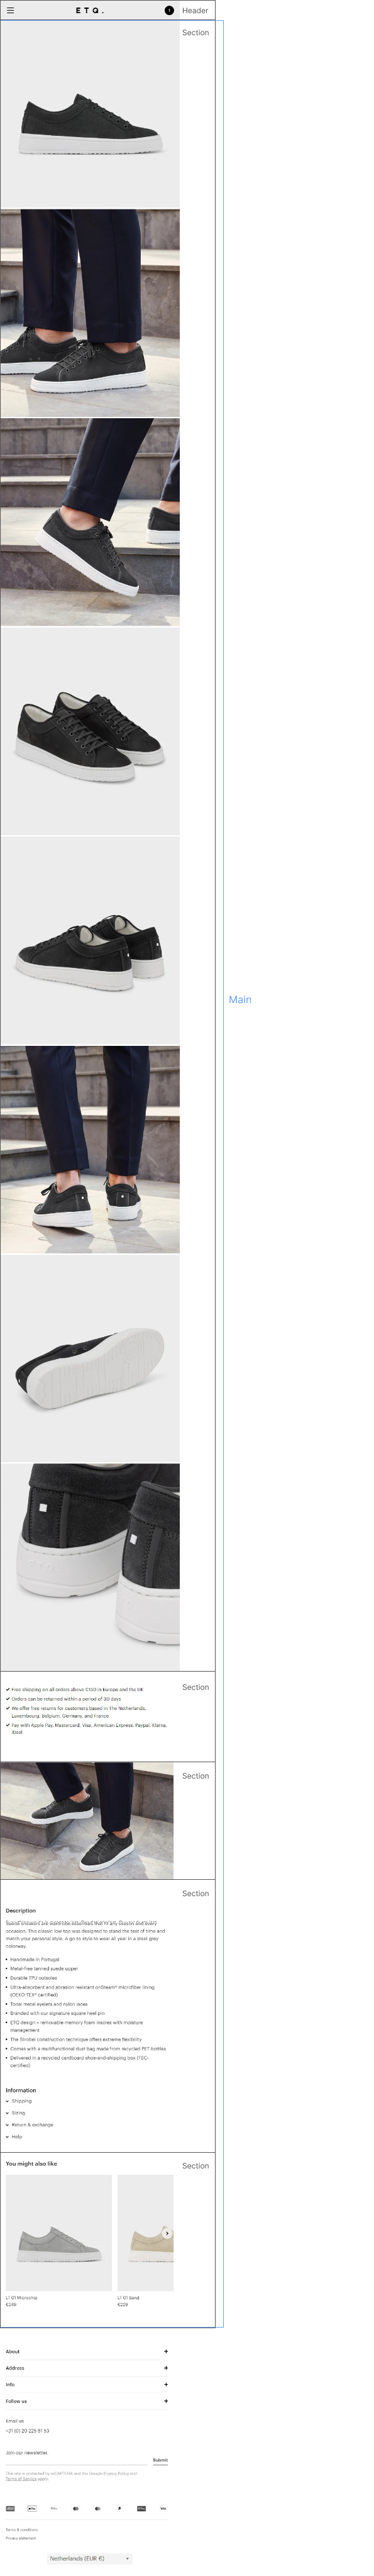 ETQ.
1
Header
Section
Main
Section
✔ Free shipping on all orders above €150 in Europe and the UK
✔ Orders can be returned within a period of 30 days
✔ We offer free returns for customers based in The Netherlands,
Luxembourg, Belgium, Germany, and France
✔ Pay with Apple Pay, Mastercard, Visa, American Express, Paypal, Klarna,
iDeal
Section
Section
Description
occasion. This classic low-top was designed to stand the test of time and
match your personal style. A go-to style to wear all year in a sleek grey
colorway.
• Handmade in Portugal
• Metal-free tanned suede upper
• Durable TPU outsoles
• Ultra-absorbent and abrasion resistant onSteam® microfiber lining
(OEKO-TEX® certified)
• Tonal metal eyelets and nylon laces
• Branded with our signature square heel pin
• ETQ design - removable memory foam insoles with moisture
management
• The Strobel construction technique offers extreme flexibility
• Comes with a multifunctional dust bag made from recycled PET bottles
• Delivered in a recycled cardboard shoe-and-shipping box (FSC-
certified)
Information
Shipping
Sizing
Return & exchange
Help
You might also like
Section
LT 01 Microchip
€249
LT 01 Sand
€229
About +
Address +
Info +
Follow us +
Email us
+31 (0) 20 225 81 53
Join our newsletter
Submit
This site is protected by reCAPTCHA and the Google Privacy Policy and
Terms of Service apply.
Terms & conditions
Privacy statement
Netherlands (EUR €)